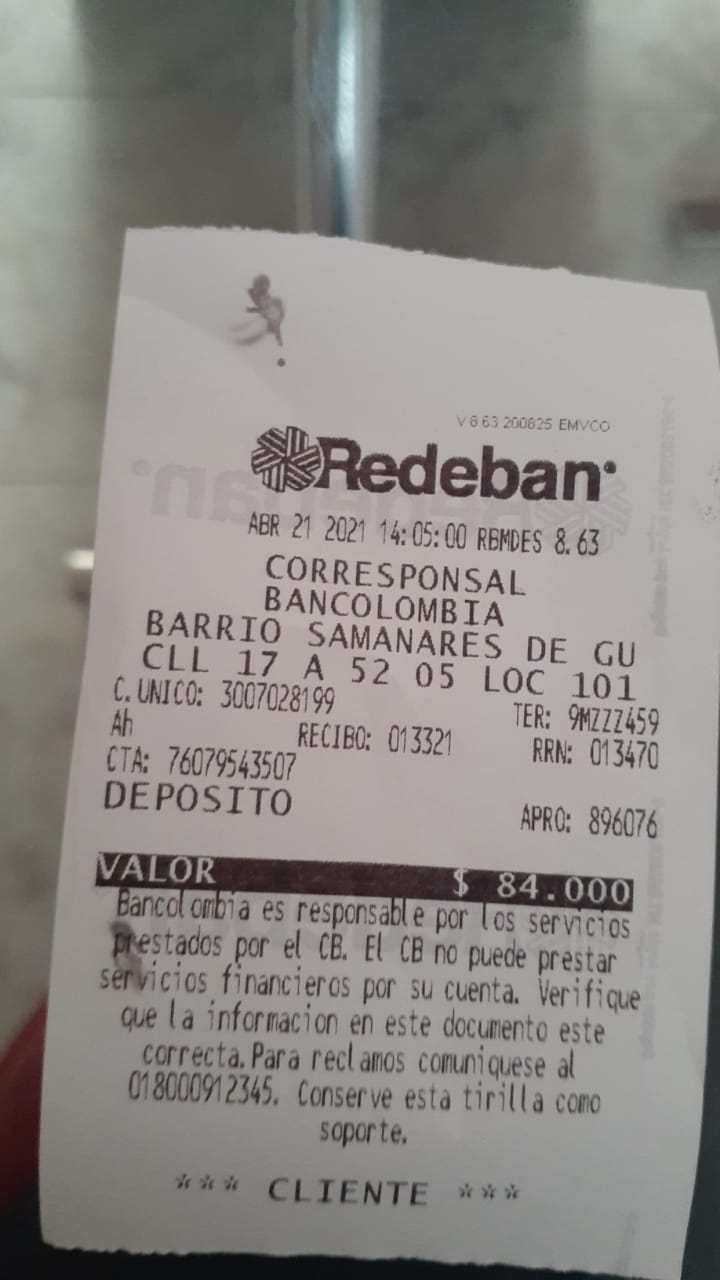 V 8 63 200825 EMVCO
Redeban
ABR 21 2021 14:05:00 RBMDES 8.63
CORRESPONSAL
BANCOLOMBIA
BARRIO SAMANARES DE GU
CLL 17 A 52 05 LOC 101
C. UNICO: 3007028199 TER: 9MZZZ459
Ah RECIBO: 013321 RRN: 013470
CTA: 76079543507
DEPOSITO APRO: 896076
VALOR $ 84.000
Bancolombia es responsable por los servicios
prestados por el CB. El CB no puede prestar
servicios financieros por su cuenta. Verifique
que la informacion en este documento este
correcta. Para reclamos comuniquese al
018000912345. Conserve esta tirilla como
soporte.
*** CLIENTE ***